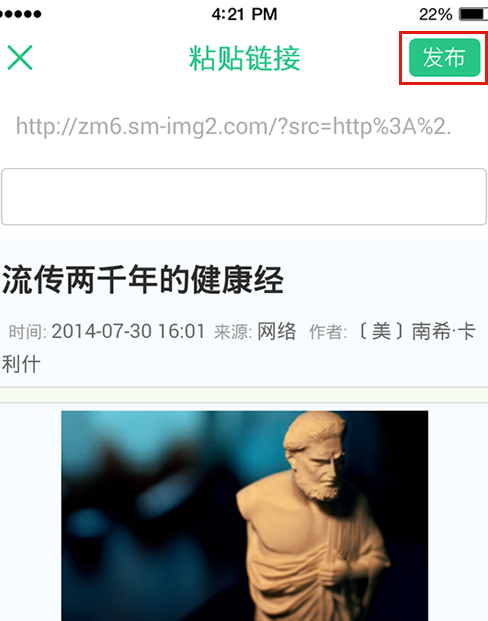 4:21 PM 22%
粘贴链接 发布
http://zm6.sm-img2.com/?src=http%3A%2.
流传两千年的健康经
时间: 2014-07-30 16:01 来源: 网络 作者: 〔美〕南希·卡
利什